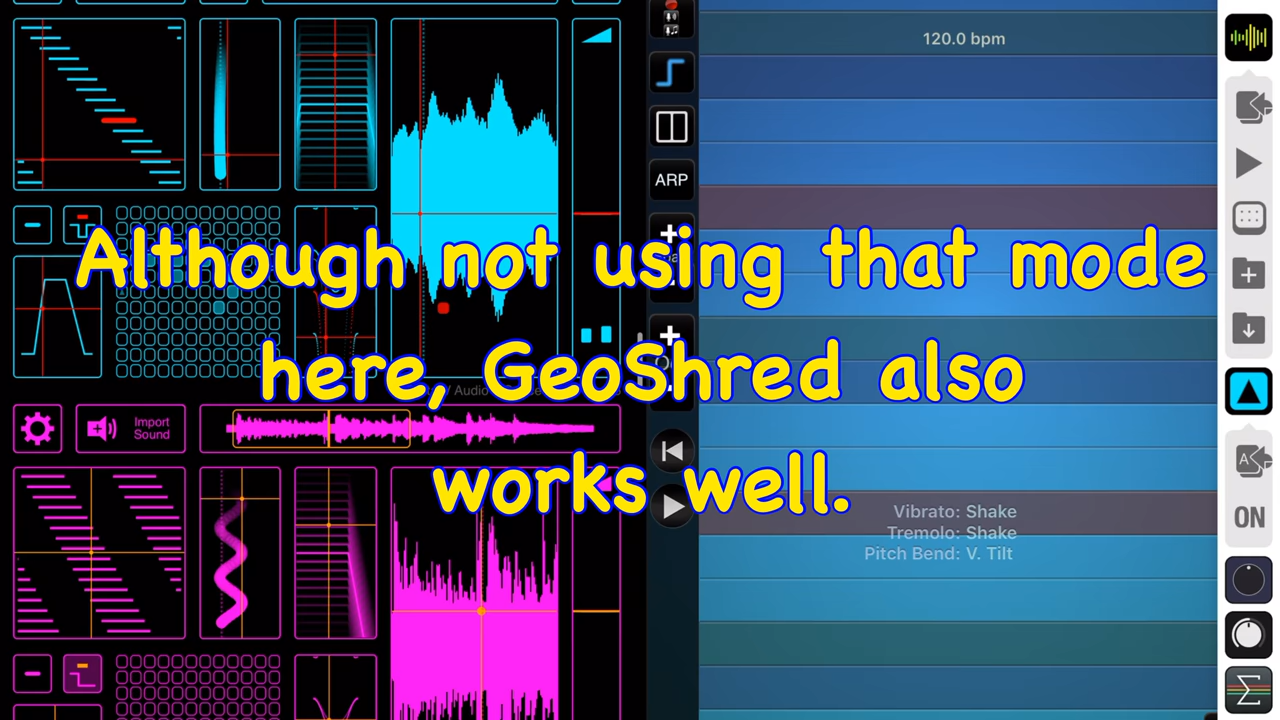 120.0 bpm
ARP
Although not using that mode
here, GeoShred also
works well.
Import
Sound
Vibrato: Shake
Tremolo: Shake
Pitch Bend: V. Tilt
AS
ON